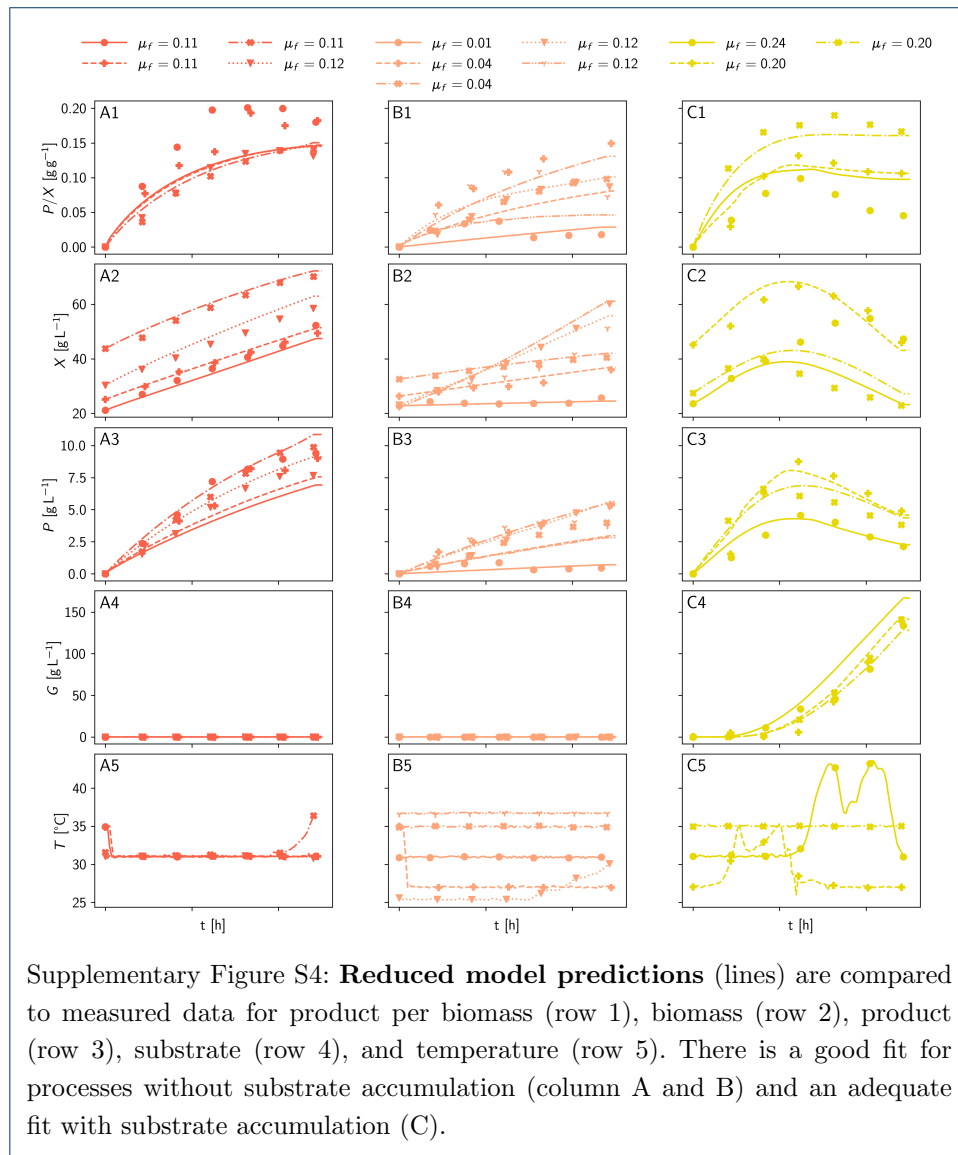 μf = 0.11 μf = 0.11 μf = 0.01 μf = 0.12 μf = 0.24 μf = 0.20
μf = 0.11 μf = 0.12 μf = 0.04 μf = 0.12 μf = 0.20
μf = 0.04
A1 B1 C1
0.20
0.15
0.10
0.05
0.00
P/X [g g⁻¹]
A2 B2 C2
60
40
20
X [g L⁻¹]
A3 B3 C3
10.0
7.5
5.0
2.5
0.0
P [g L⁻¹]
A4 B4 C4
150
100
50
0
G [g L⁻¹]
A5 B5 C5
40
35
30
25
T [°C]
t [h] t [h] t [h]
Supplementary Figure S4: Reduced model predictions (lines) are compared
to measured data for product per biomass (row 1), biomass (row 2), product
(row 3), substrate (row 4), and temperature (row 5). There is a good fit for
processes without substrate accumulation (column A and B) and an adequate
fit with substrate accumulation (C).